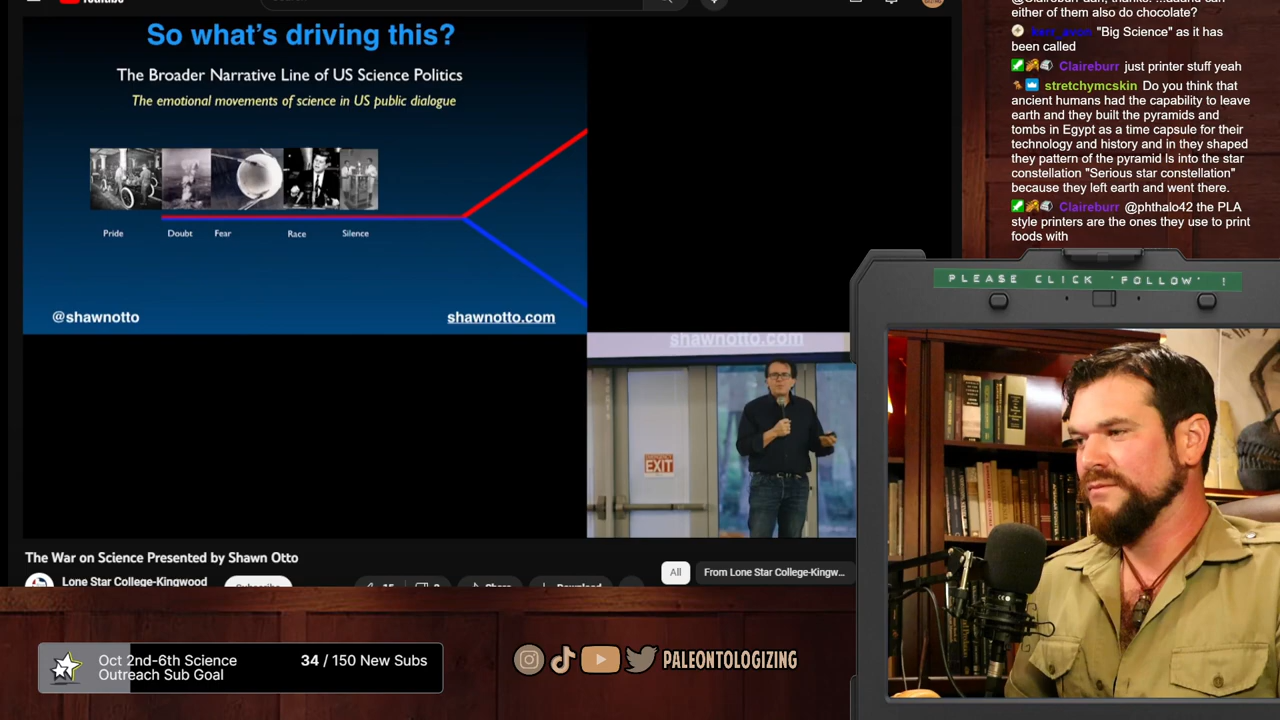 So what's driving this?
The Broader Narrative Line of US Science Politics
The emotional movements of science in US public dialogue
Pride
Doubt
Fear
Race
Silence
@shawnotto
shawnotto.com
shawnotto.com
EXIT
The War on Science Presented by Shawn Otto
Lone Star College-Kingwood
Subscribe
Share
Download
All
From Lone Star College-Kingw...
either of them also do chocolate?
"Big Science" as it has
been called
Claireburr just printer stuff yeah
stretchymcskin Do you think that
ancient humans had the capability to leave
earth and they built the pyramids and
tombs in Egypt as a time capsule for their
technology and history and in they shaped
they pattern of the pyramid Is into the star
constellation "Serious star constellation"
because they left earth and went there.
Claireburr @phthalo42 the PLA
style printers are the ones they use to print
foods with
PLEASE CLICK 'FOLLOW' !
Oct 2nd-6th Science
Outreach Sub Goal
34 / 150 New Subs
PALEONTOLOGIZING